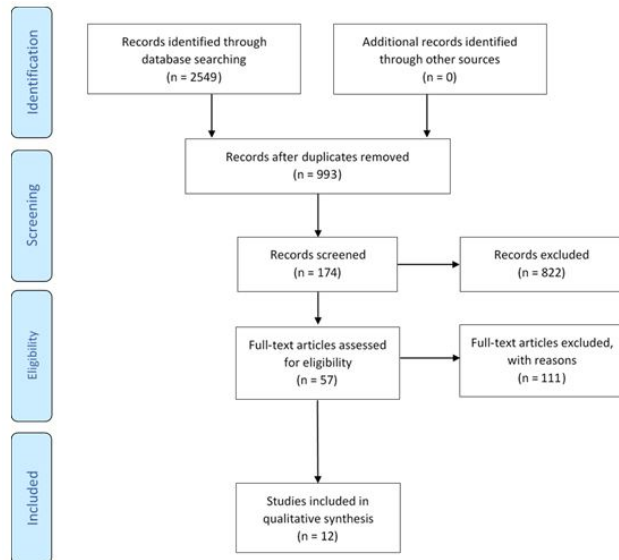 Identification
Records identified through
database searching
(n = 2549)
Additional records identified
through other sources
(n = 0)
Records after duplicates removed
(n = 993)
Screening
Records screened
(n = 174)
Records excluded
(n = 822)
Eligibility
Full-text articles assessed
for eligibility
(n = 57)
Full-text articles excluded,
with reasons
(n = 111)
Included
Studies included in
qualitative synthesis
(n = 12)